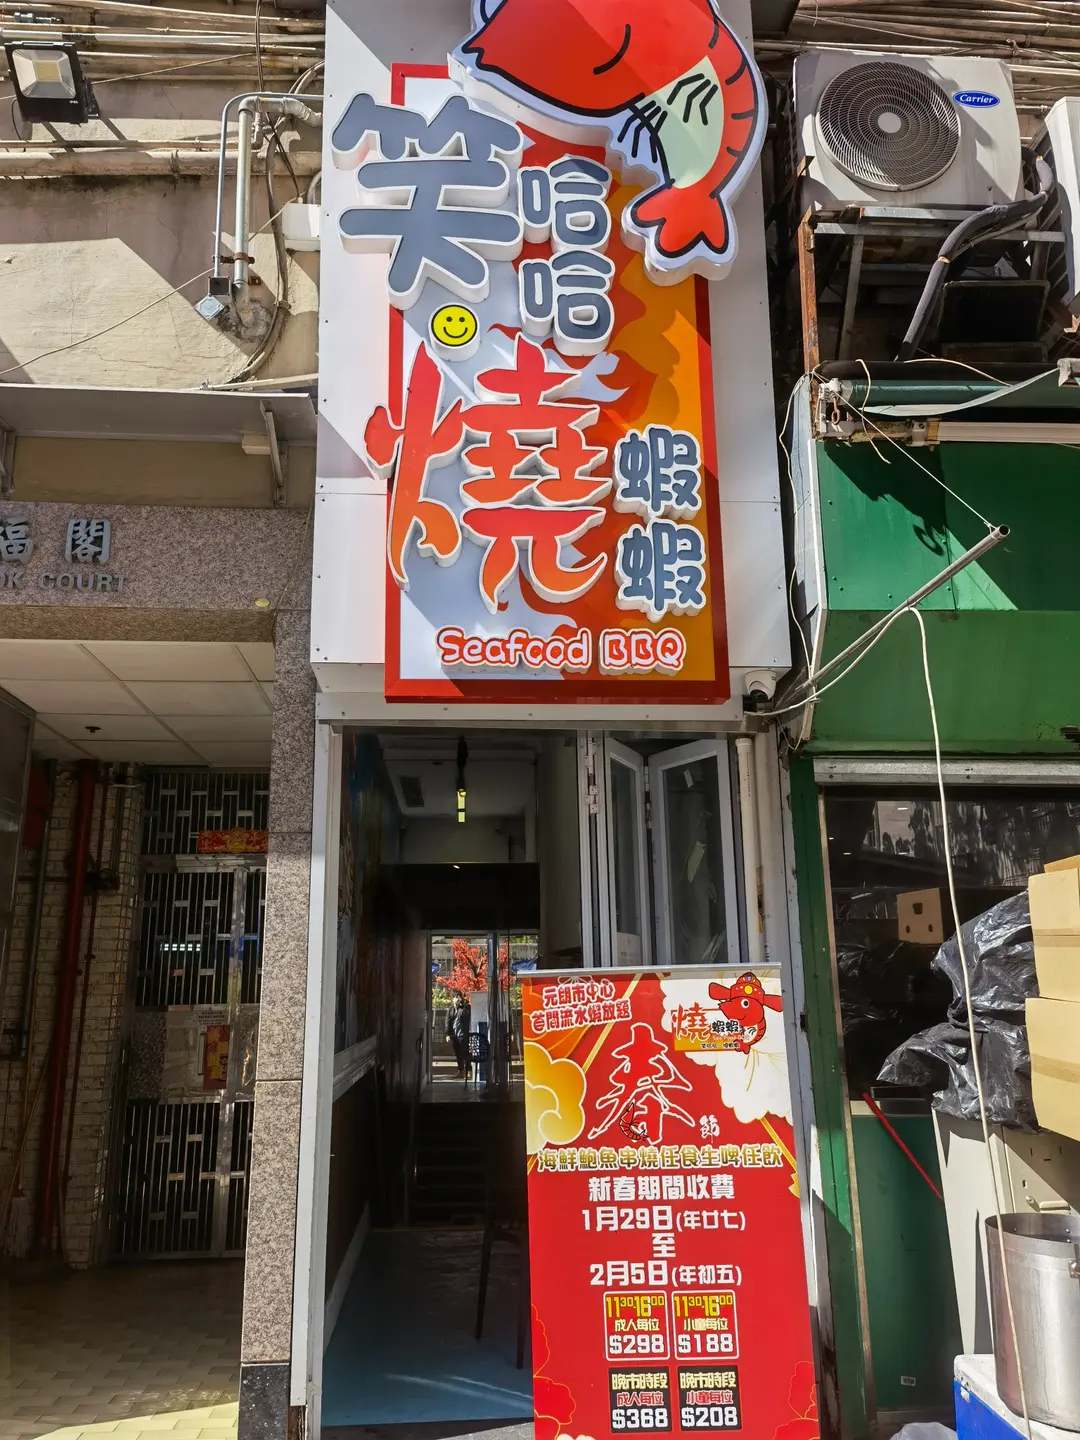 Carrier
笑哈哈
燒蝦蝦
Seafood BBQ
福閣
OK COURT
元朗市中心
首間流水蝦放題
燒蝦蝦
春
節
海鮮鮑魚串燒任食生啤任飲
新春期間收費
1月29日(年廿七)
至
2月5日(年初五)
11:30-16:00 11:30-16:00
成人每位 小童每位
$298 $188
晚市時段 晚市時段
成人每位 小童每位
$368 $208